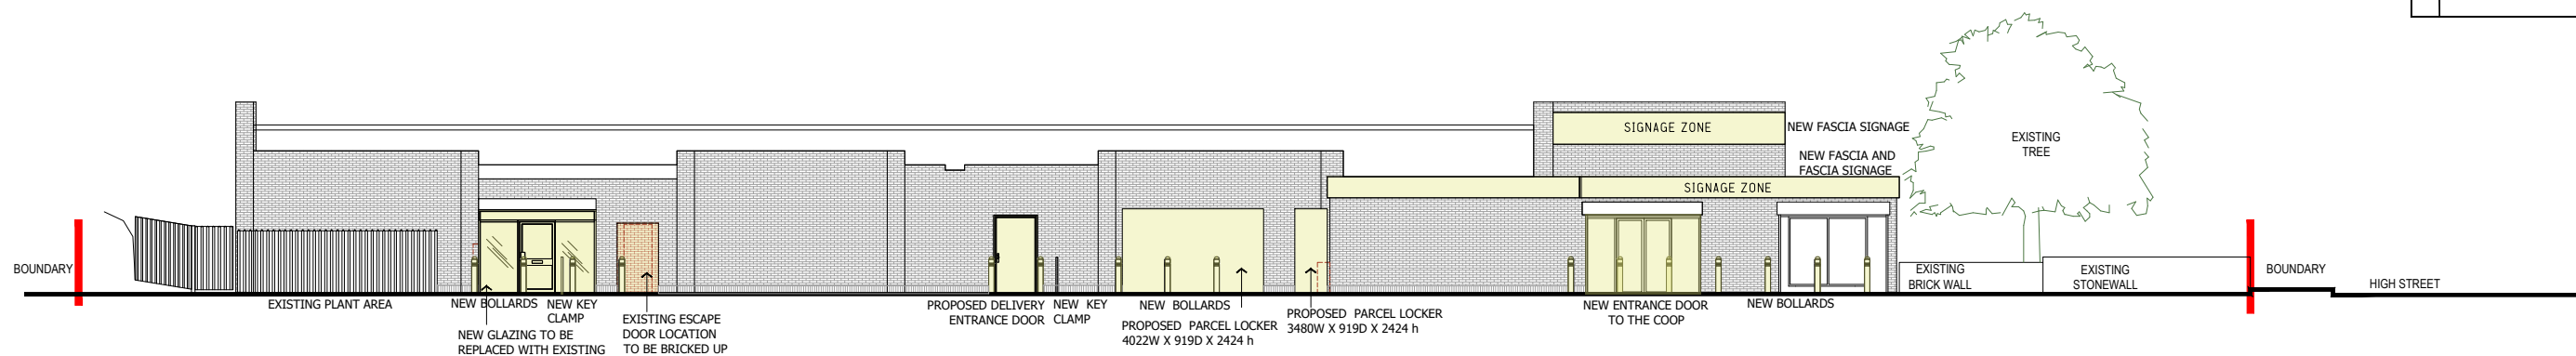 SIGNAGE ZONE
NEW FASCIA SIGNAGE
EXISTING
TREE
NEW FASCIA AND
FASCIA SIGNAGE
SIGNAGE ZONE
BOUNDARY
EXISTING PLANT AREA
NEW BOLLARDS
NEW KEY
CLAMP
NEW GLAZING TO BE
REPLACED WITH EXISTING
EXISTING ESCAPE
DOOR LOCATION
TO BE BRICKED UP
PROPOSED DELIVERY
ENTRANCE DOOR
NEW KEY
CLAMP
NEW BOLLARDS
PROPOSED PARCEL LOCKER
4022W X 919D X 2424 h
PROPOSED PARCEL LOCKER
3480W X 919D X 2424 h
NEW ENTRANCE DOOR
TO THE COOP
NEW BOLLARDS
EXISTING
BRICK WALL
EXISTING
STONEWALL
BOUNDARY
HIGH STREET